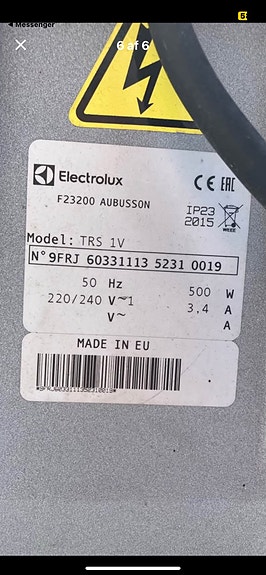 Messenger
6 af 6
Electrolux
CE EAC
F23200 AUBUSSON
IP23
2015
WEEE
Model: TRS 1V
N° 9FRJ 60331113 5231 0019
50 Hz 500 W
220/240 V~1 3,4 A
V~ A
MADE IN EU